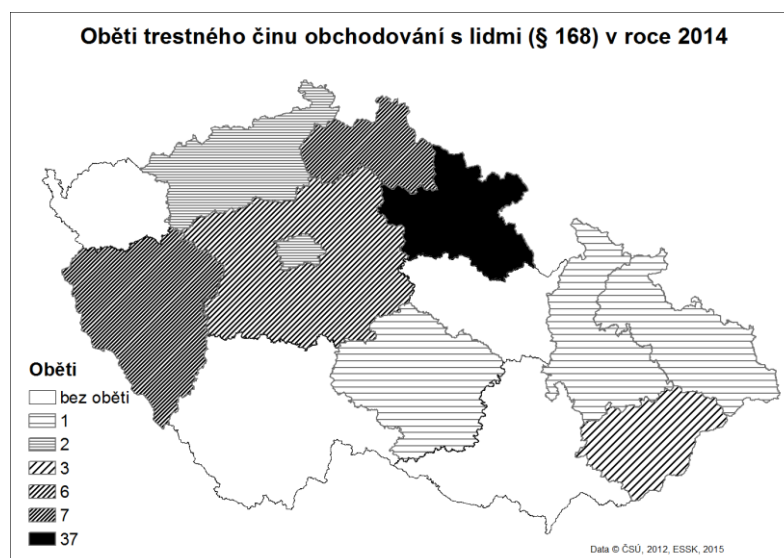 Oběti trestného činu obchodování s lidmi (§ 168) v roce 2014
Oběti
bez oběti
1
2
3
6
7
37
Data © ČSÚ, 2012, ESSK, 2015